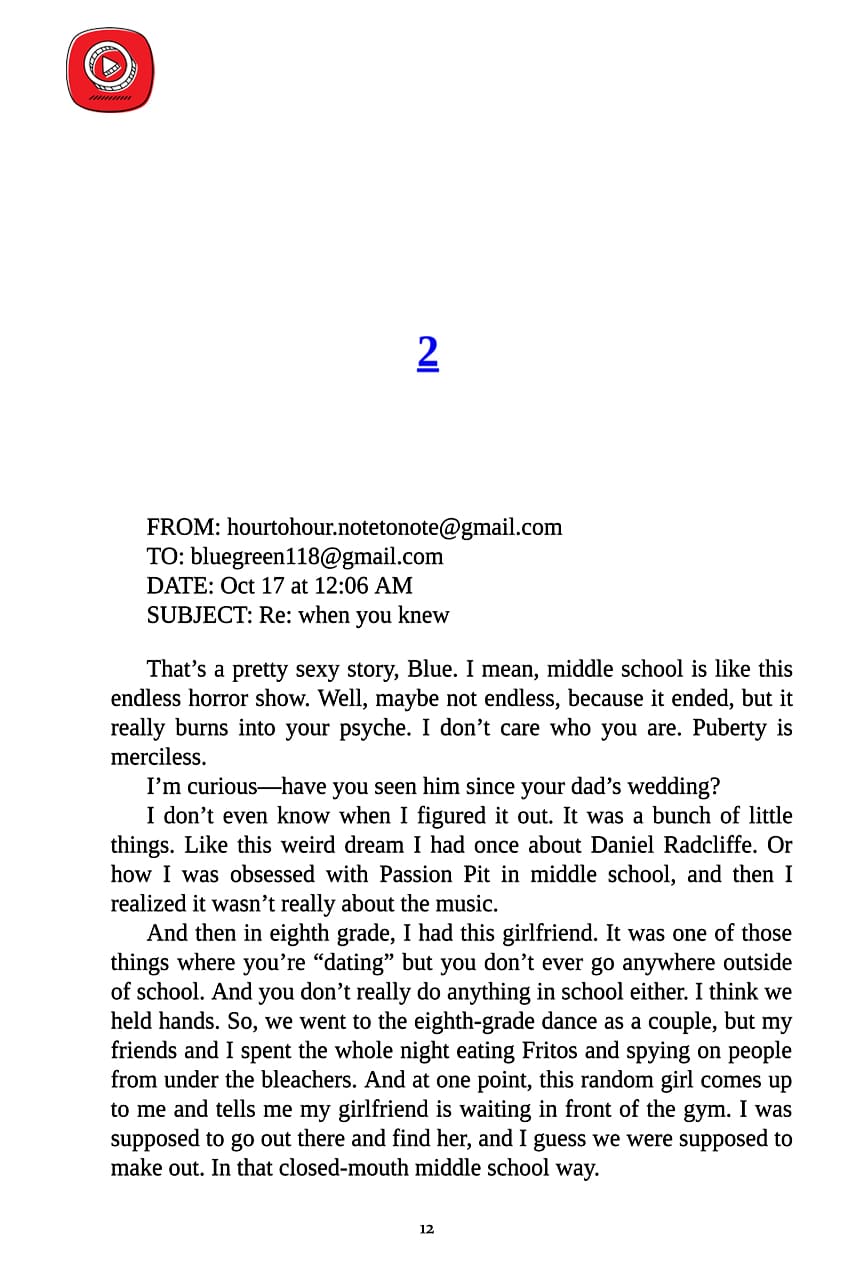 2
FROM: hourtohour.notetonote@gmail.com
TO: bluegreen118@gmail.com
DATE: Oct 17 at 12:06 AM
SUBJECT: Re: when you knew
That’s a pretty sexy story, Blue. I mean, middle school is like this
endless horror show. Well, maybe not endless, because it ended, but it
really burns into your psyche. I don’t care who you are. Puberty is
merciless.
I’m curious—have you seen him since your dad’s wedding?
I don’t even know when I figured it out. It was a bunch of little
things. Like this weird dream I had once about Daniel Radcliffe. Or
how I was obsessed with Passion Pit in middle school, and then I
realized it wasn’t really about the music.
And then in eighth grade, I had this girlfriend. It was one of those
things where you’re “dating” but you don’t ever go anywhere outside
of school. And you don’t really do anything in school either. I think we
held hands. So, we went to the eighth-grade dance as a couple, but my
friends and I spent the whole night eating Fritos and spying on people
from under the bleachers. And at one point, this random girl comes up
to me and tells me my girlfriend is waiting in front of the gym. I was
supposed to go out there and find her, and I guess we were supposed to
make out. In that closed-mouth middle school way.
12